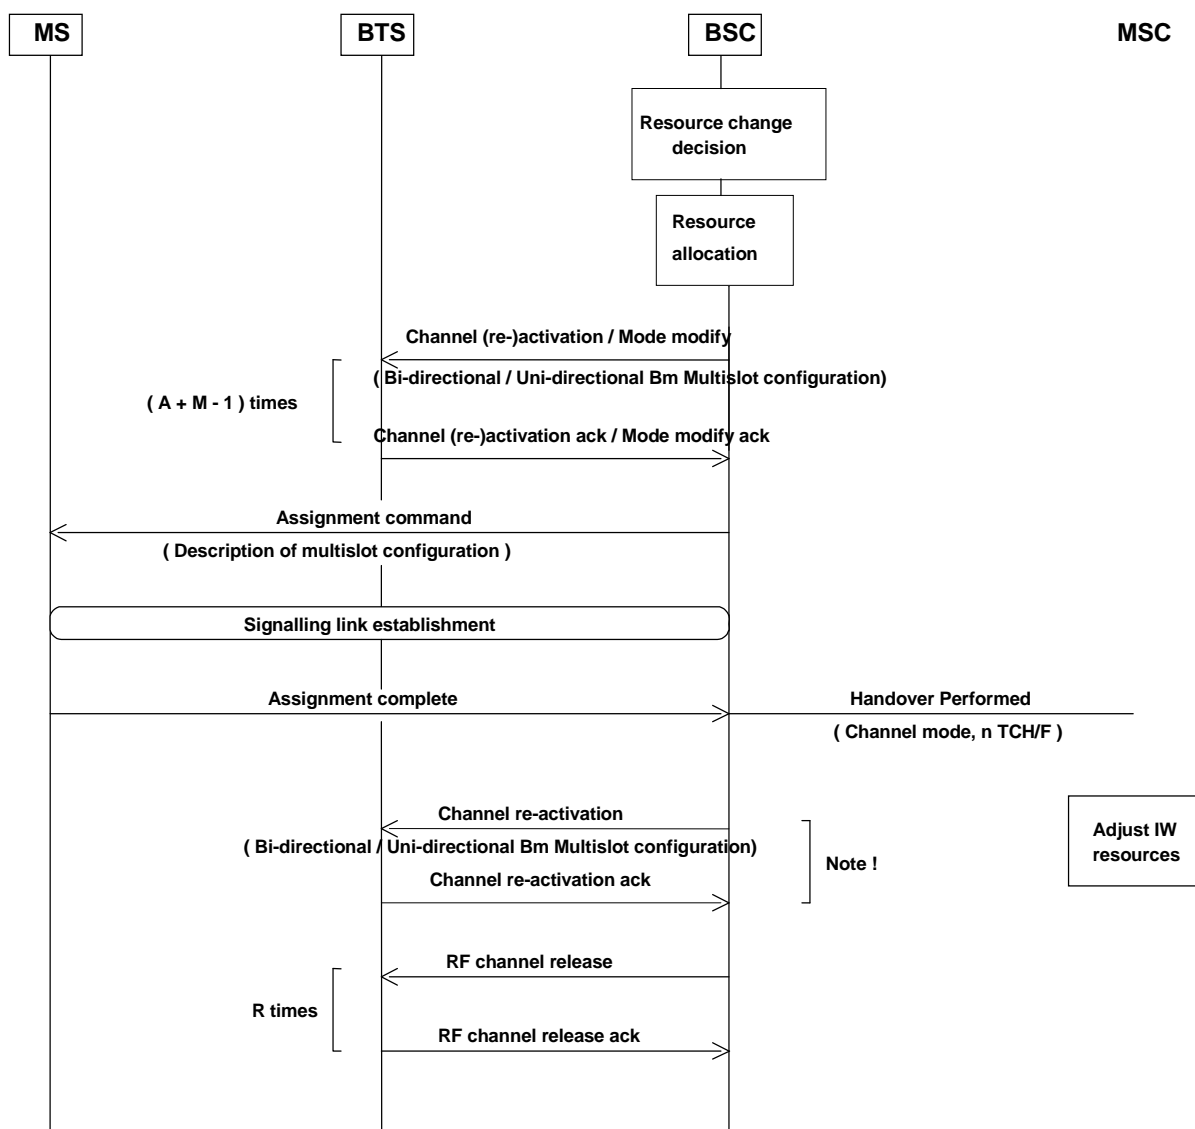 MS BTS BSC MSC
Resource change
decision
Resource
allocation
Channel (re-)activation / Mode modify
( Bi-directional / Uni-directional Bm Multislot configuration)
( A + M - 1 ) times
Channel (re-)activation ack / Mode modify ack
Assignment command
( Description of multislot configuration )
Signalling link establishment
Assignment complete
Handover Performed
( Channel mode, n TCH/F )
Channel re-activation
( Bi-directional / Uni-directional Bm Multislot configuration)
Channel re-activation ack
Note !
Adjust IW
resources
RF channel release
R times
RF channel release ack